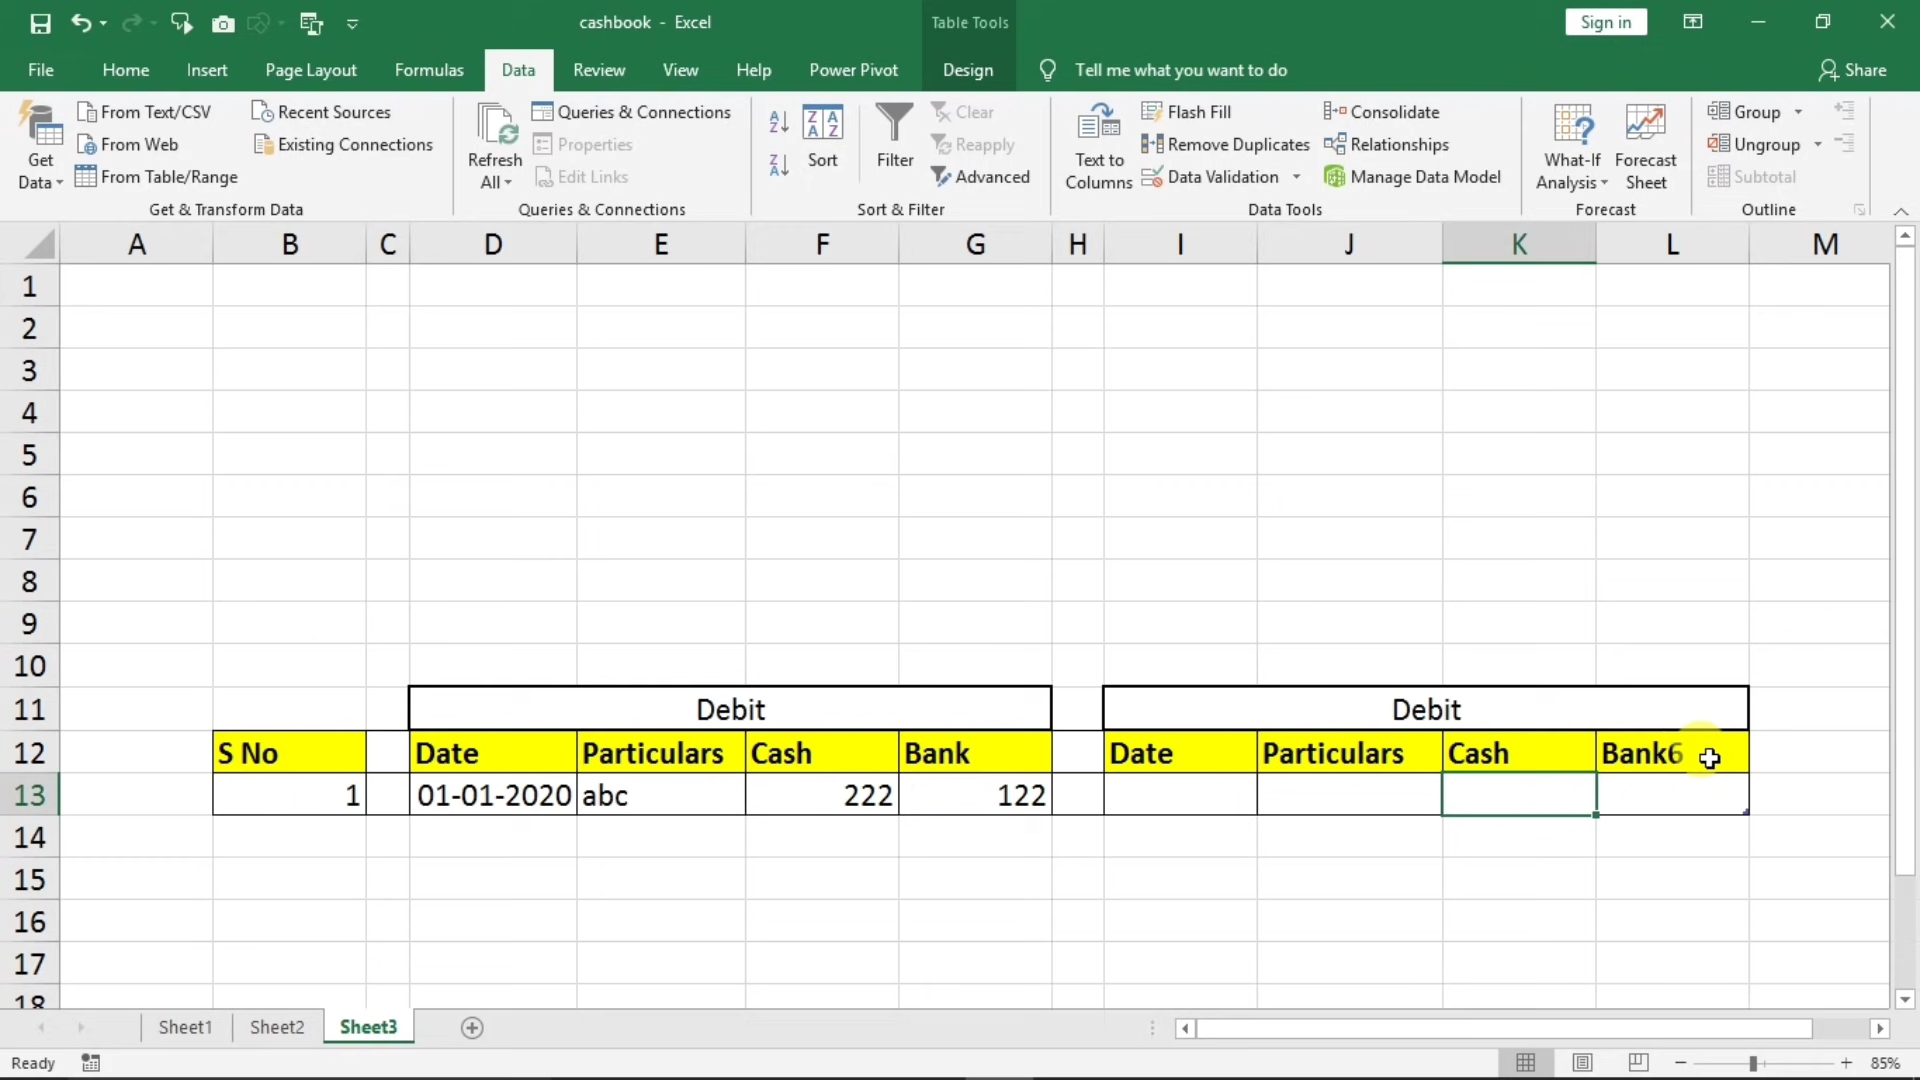 cashbook - Excel
Table Tools
Sign in
File Home Insert Page Layout Formulas Data Review View Help Power Pivot Design Tell me what you want to do Share
Get Data
From Text/CSV
From Web
From Table/Range
Recent Sources
Existing Connections
Get & Transform Data
Refresh All
Queries & Connections
Properties
Edit Links
Queries & Connections
Sort
Filter
Clear
Reapply
Advanced
Sort & Filter
Text to Columns
Flash Fill
Remove Duplicates
Data Validation
Consolidate
Relationships
Manage Data Model
Data Tools
What-If Analysis
Forecast Sheet
Forecast
Group
Ungroup
Subtotal
Outline
A B C D E F G H I J K L M
1
2
3
4
5
6
7
8
9
10
11 Debit Debit
12 S No Date Particulars Cash Bank Date Particulars Cash Bank6
13 1 01-01-2020 abc 222 122
14
15
16
17
18
Sheet1 Sheet2 Sheet3
Ready 85%